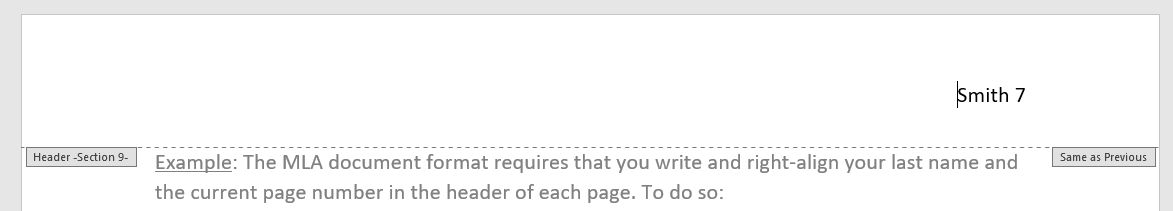 Smith 7
Header -Section 9-
Same as Previous
Example: The MLA document format requires that you write and right-align your last name and
the current page number in the header of each page. To do so: